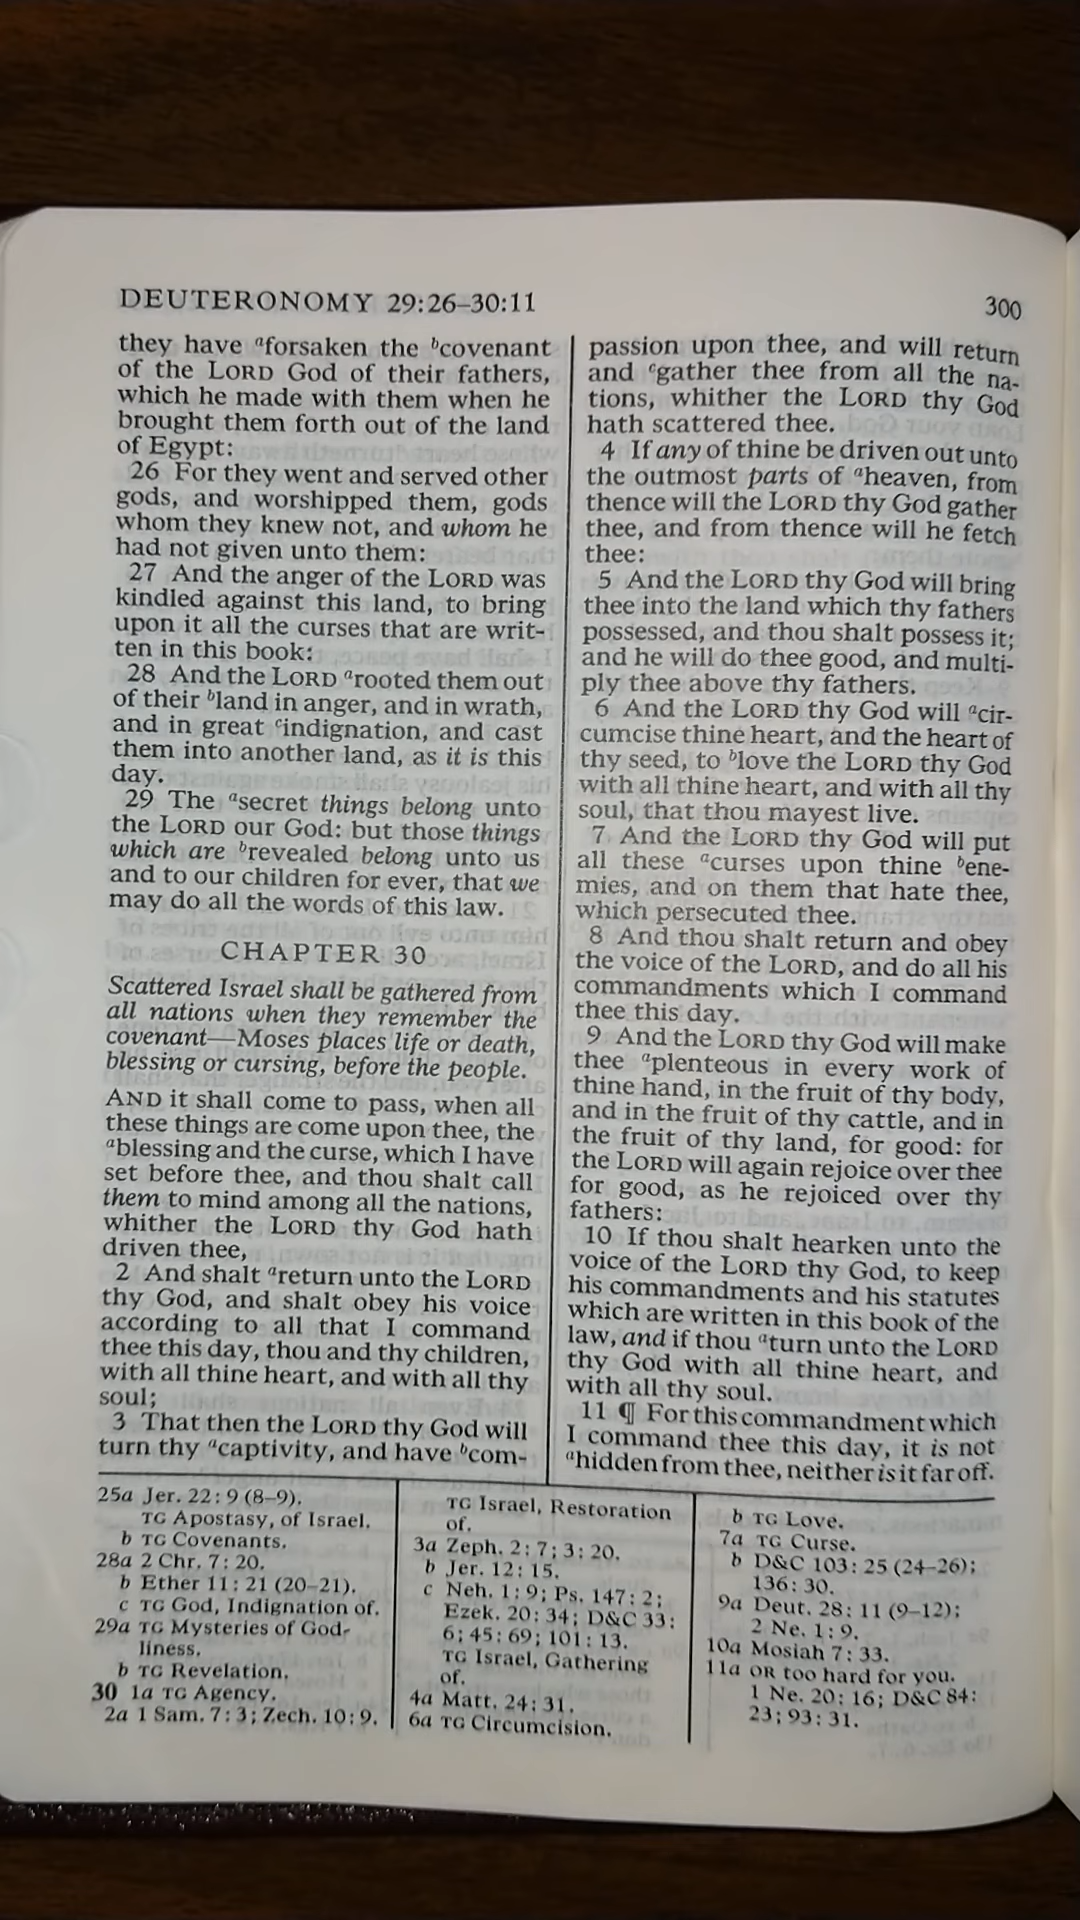 DEUTERONOMY 29:26–30:11
300
they have ᵃforsaken the ᵇcovenant
of the LORD God of their fathers,
which he made with them when he
brought them forth out of the land
of Egypt:
26 For they went and served other
gods, and worshipped them, gods
whom they knew not, and whom he
had not given unto them:
27 And the anger of the LORD was
kindled against this land, to bring
upon it all the curses that are writ-
ten in this book:
28 And the LORD ᵃrooted them out
of their ᵇland in anger, and in wrath,
and in great ᶜindignation, and cast
them into another land, as it is this
day.
29 The ᵃsecret things belong unto
the LORD our God: but those things
which are ᵇrevealed belong unto us
and to our children for ever, that we
may do all the words of this law.
CHAPTER 30
Scattered Israel shall be gathered from
all nations when they remember the
covenant—Moses places life or death,
blessing or cursing, before the people.
AND it shall come to pass, when all
these things are come upon thee, the
ᵃblessing and the curse, which I have
set before thee, and thou shalt call
them to mind among all the nations,
whither the LORD thy God hath
driven thee,
2 And shalt ᵃreturn unto the LORD
thy God, and shalt obey his voice
according to all that I command
thee this day, thou and thy children,
with all thine heart, and with all thy
soul;
3 That then the LORD thy God will
turn thy ᵃcaptivity, and have ᵇcom-
passion upon thee, and will return
and ᶜgather thee from all the na-
tions, whither the LORD thy God
hath scattered thee.
4 If any of thine be driven out unto
the outmost parts of ᵃheaven, from
thence will the LORD thy God gather
thee, and from thence will he fetch
thee:
5 And the LORD thy God will bring
thee into the land which thy fathers
possessed, and thou shalt possess it;
and he will do thee good, and multi-
ply thee above thy fathers.
6 And the LORD thy God will ᵃcir-
cumcise thine heart, and the heart of
thy seed, to ᵇlove the LORD thy God
with all thine heart, and with all thy
soul, that thou mayest live.
7 And the LORD thy God will put
all these ᵃcurses upon thine ᵇene-
mies, and on them that hate thee,
which persecuted thee.
8 And thou shalt return and obey
the voice of the LORD, and do all his
commandments which I command
thee this day.
9 And the LORD thy God will make
thee ᵃplenteous in every work of
thine hand, in the fruit of thy body,
and in the fruit of thy cattle, and in
the fruit of thy land, for good: for
the LORD will again rejoice over thee
for good, as he rejoiced over thy
fathers:
10 If thou shalt hearken unto the
voice of the LORD thy God, to keep
his commandments and his statutes
which are written in this book of the
law, and if thou ᵃturn unto the LORD
thy God with all thine heart, and
with all thy soul.
11 ¶ For this commandment which
I command thee this day, it is not
ᵃhidden from thee, neither is it far off.
25a Jer. 22: 9 (8–9).
TG Apostasy, of Israel.
b TG Covenants.
28a 2 Chr. 7: 20.
b Ether 11: 21 (20–21).
c TG God, Indignation of.
29a TG Mysteries of God-
liness.
b TG Revelation.
30 1a TG Agency.
2a 1 Sam. 7: 3; Zech. 10: 9.
TG Israel, Restoration
of.
3a Zeph. 2: 7; 3: 20.
b Jer. 12: 15.
c Neh. 1: 9; Ps. 147: 2;
Ezek. 20: 34; D&C 33:
6; 45: 69; 101: 13.
TG Israel, Gathering
of.
4a Matt. 24: 31.
6a TG Circumcision.
b TG Love.
7a TG Curse.
b D&C 103: 25 (24–26);
136: 30.
9a Deut. 28: 11 (9–12);
2 Ne. 1: 9.
10a Mosiah 7: 33.
11a OR too hard for you.
1 Ne. 20: 16; D&C 84:
23; 93: 31.